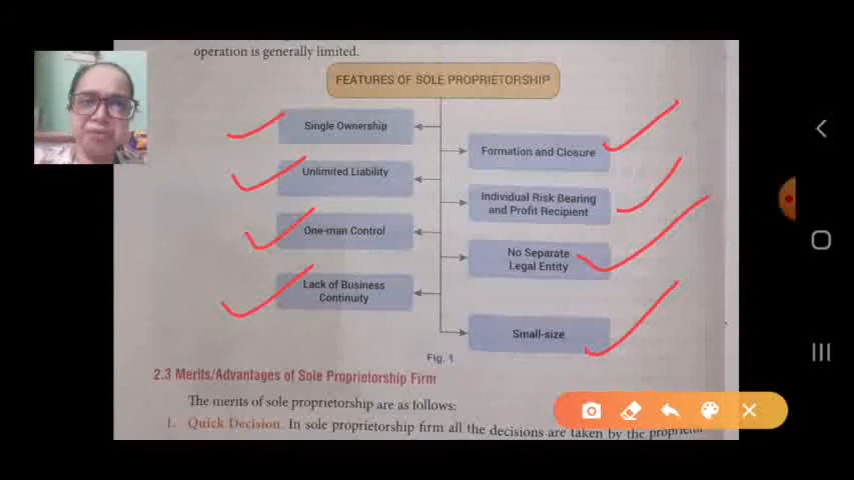 operation is generally limited.
FEATURES OF SOLE PROPRIETORSHIP
Single Ownership
Unlimited Liability
One-man Control
Lack of Business
Continuity
Formation and Closure
Individual Risk Bearing
and Profit Recipient
No Separate
Legal Entity
Small-size
Fig. 1
2.3 Merits/Advantages of Sole Proprietorship Firm
The merits of sole proprietorship are as follows:
1. Quick Decision. In sole proprietorship firm all the decisions are taken by the proprietor